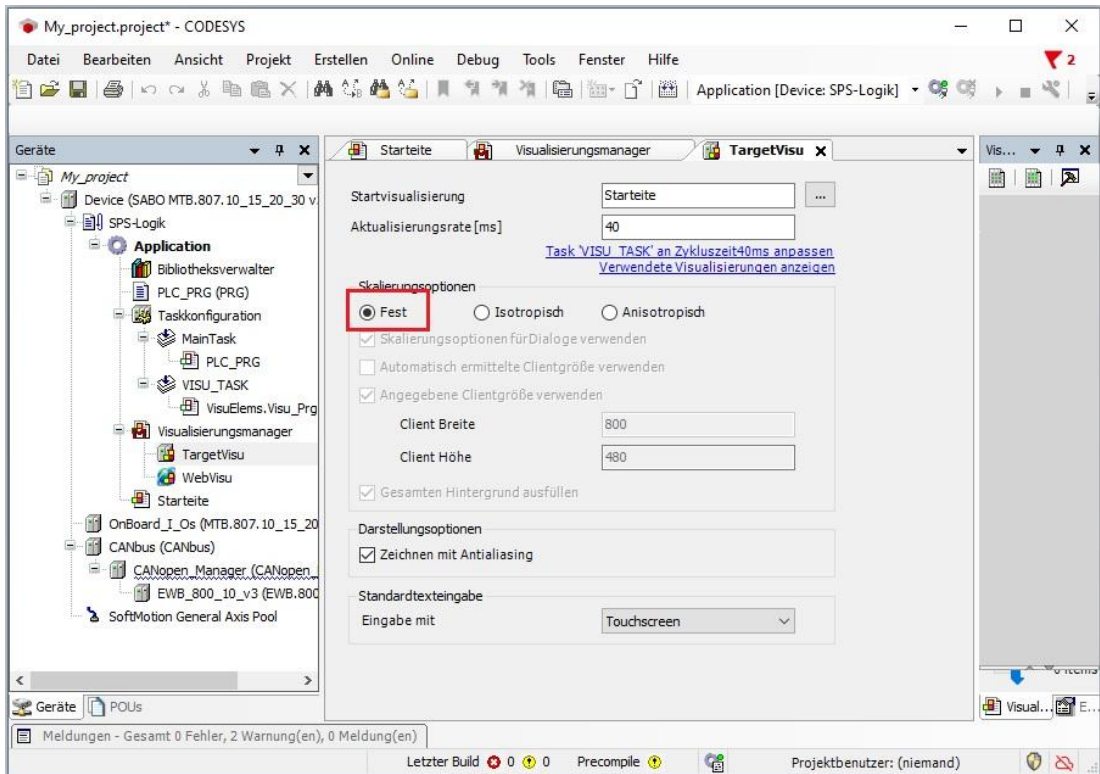 My_project.project* - CODESYS
Datei Bearbeiten Ansicht Projekt Erstellen Online Debug Tools Fenster Hilfe
2
Application [Device: SPS-Logik]
Geräte
My_project
Device (SABO MTB.807.10_15_20_30 v.
SPS-Logik
Application
Bibliotheksverwalter
PLC_PRG (PRG)
Taskkonfiguration
MainTask
PLC_PRG
VISU_TASK
VisuElems.Visu_Prg
Visualisierungsmanager
TargetVisu
WebVisu
Starteite
OnBoard_I_Os (MTB.807.10_15_20
CANbus (CANbus)
CANopen_Manager (CANopen_
EWB_800_10_v3 (EWB.800
SoftMotion General Axis Pool
Geräte POUs
Starteite Visualisierungsmanager TargetVisu
Startvisualisierung Starteite ...
Aktualisierungsrate [ms] 40
Task 'VISU_TASK' an Zykluszeit40ms anpassen
Verwendete Visualisierungen anzeigen
Skalierungsoptionen
Fest Isotropisch Anisotropisch
Skalierungsoptionen für Dialoge verwenden
Automatisch ermittelte Clientgröße verwenden
Angegebene Clientgröße verwenden
Client Breite 800
Client Höhe 480
Gesamten Hintergrund ausfüllen
Darstellungsoptionen
Zeichnen mit Antialiasing
Standardtexteingabe
Eingabe mit Touchscreen
Vis...
Visual... E...
Meldungen - Gesamt 0 Fehler, 2 Warnung(en), 0 Meldung(en)
Letzter Build 0 0 Precompile Projektbenutzer: (niemand)